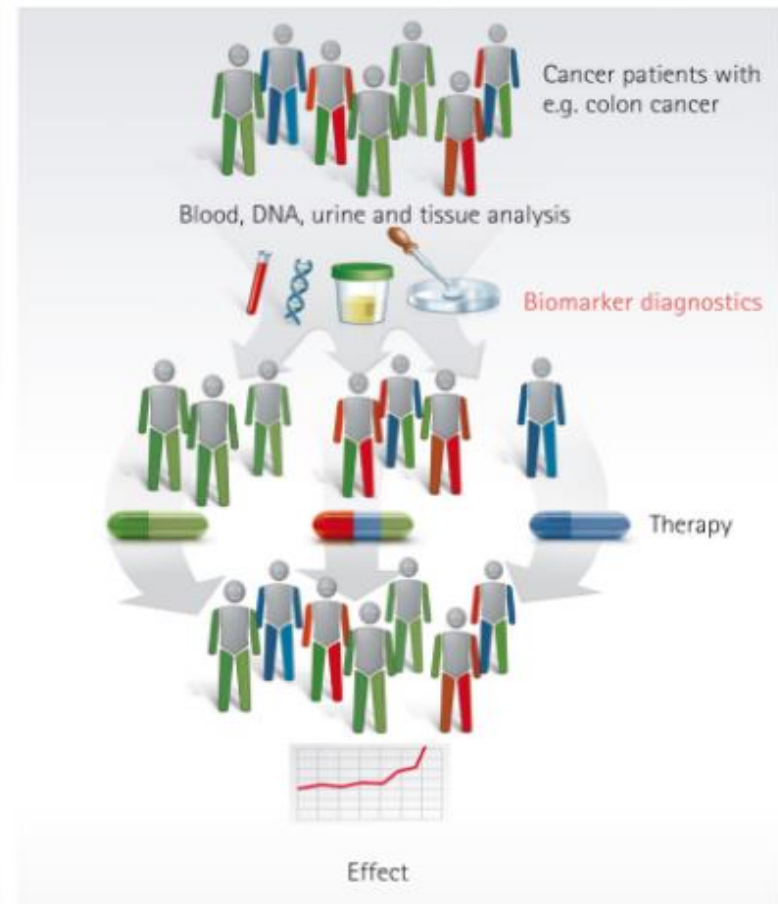 Cancer patients with
e.g. colon cancer
Blood, DNA, urine and tissue analysis
Biomarker diagnostics
Therapy
Effect